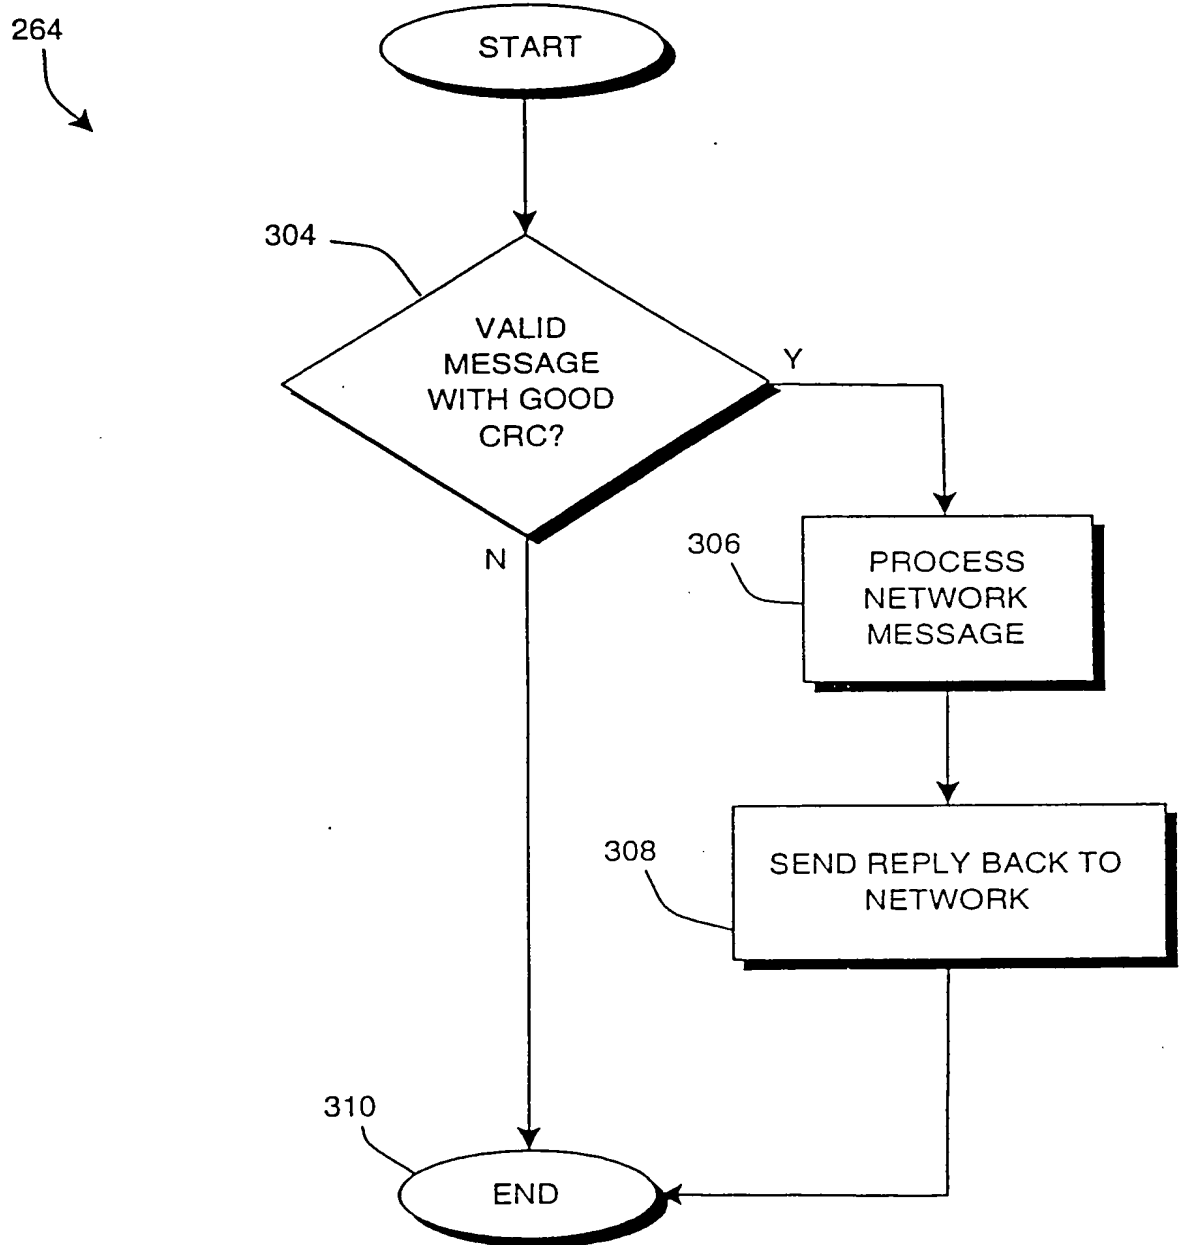 264
START
304
VALID
MESSAGE
WITH GOOD
CRC?
Y
N
306
PROCESS
NETWORK
MESSAGE
308
SEND REPLY BACK TO
NETWORK
310
END